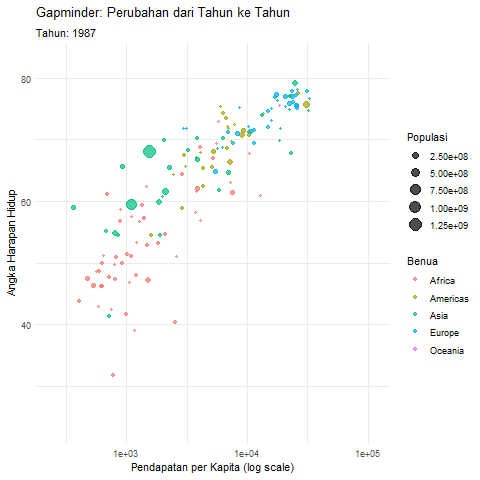 Gapminder: Perubahan dari Tahun ke Tahun
Tahun: 1987
80
60
40
Angka Harapan Hidup
1e+03
1e+04
1e+05
Pendapatan per Kapita (log scale)
Populasi
2.50e+08
5.00e+08
7.50e+08
1.00e+09
1.25e+09
Benua
Africa
Americas
Asia
Europe
Oceania